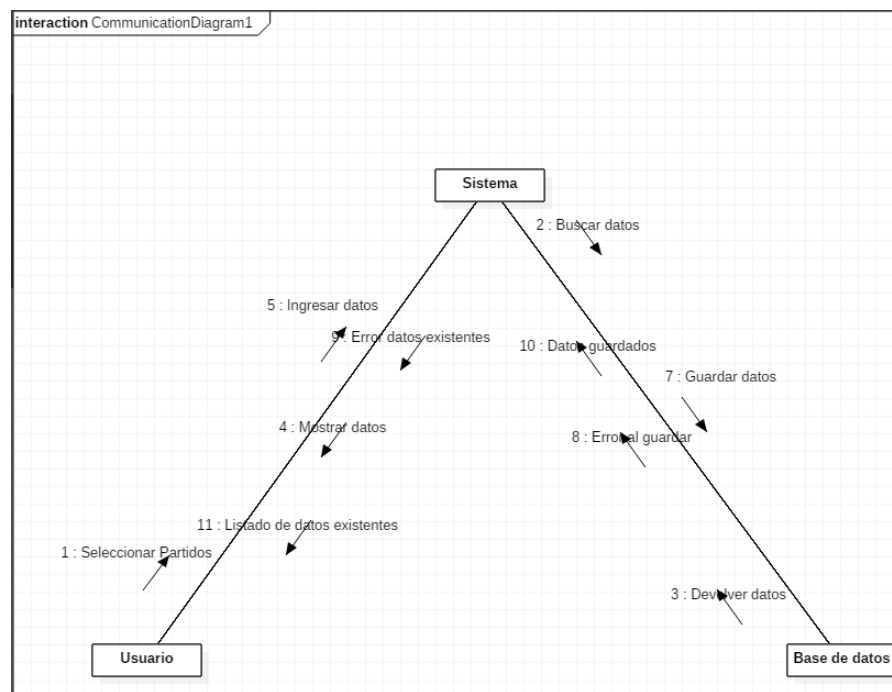 interaction CommunicationDiagram1
Sistema
2 : Buscar datos
5 : Ingresar datos
9 : Error datos existentes
10 : Datos guardados
7 : Guardar datos
4 : Mostrar datos
8 : Error al guardar
11 : Listado de datos existentes
1 : Seleccionar Partidos
3 : Devolver datos
Usuario
Base de datos